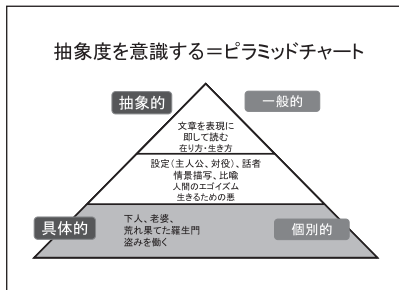 抽象度を意識する＝ピラミッドチャート
抽象的
一般的
文章を表現に
即して読む
在り方・生き方
設定（主人公、対役）、話者
情景描写、比喩
人間のエゴイズム
生きるための悪
具体的
下人、老婆、
荒れ果てた羅生門
盗みを働く
個別的